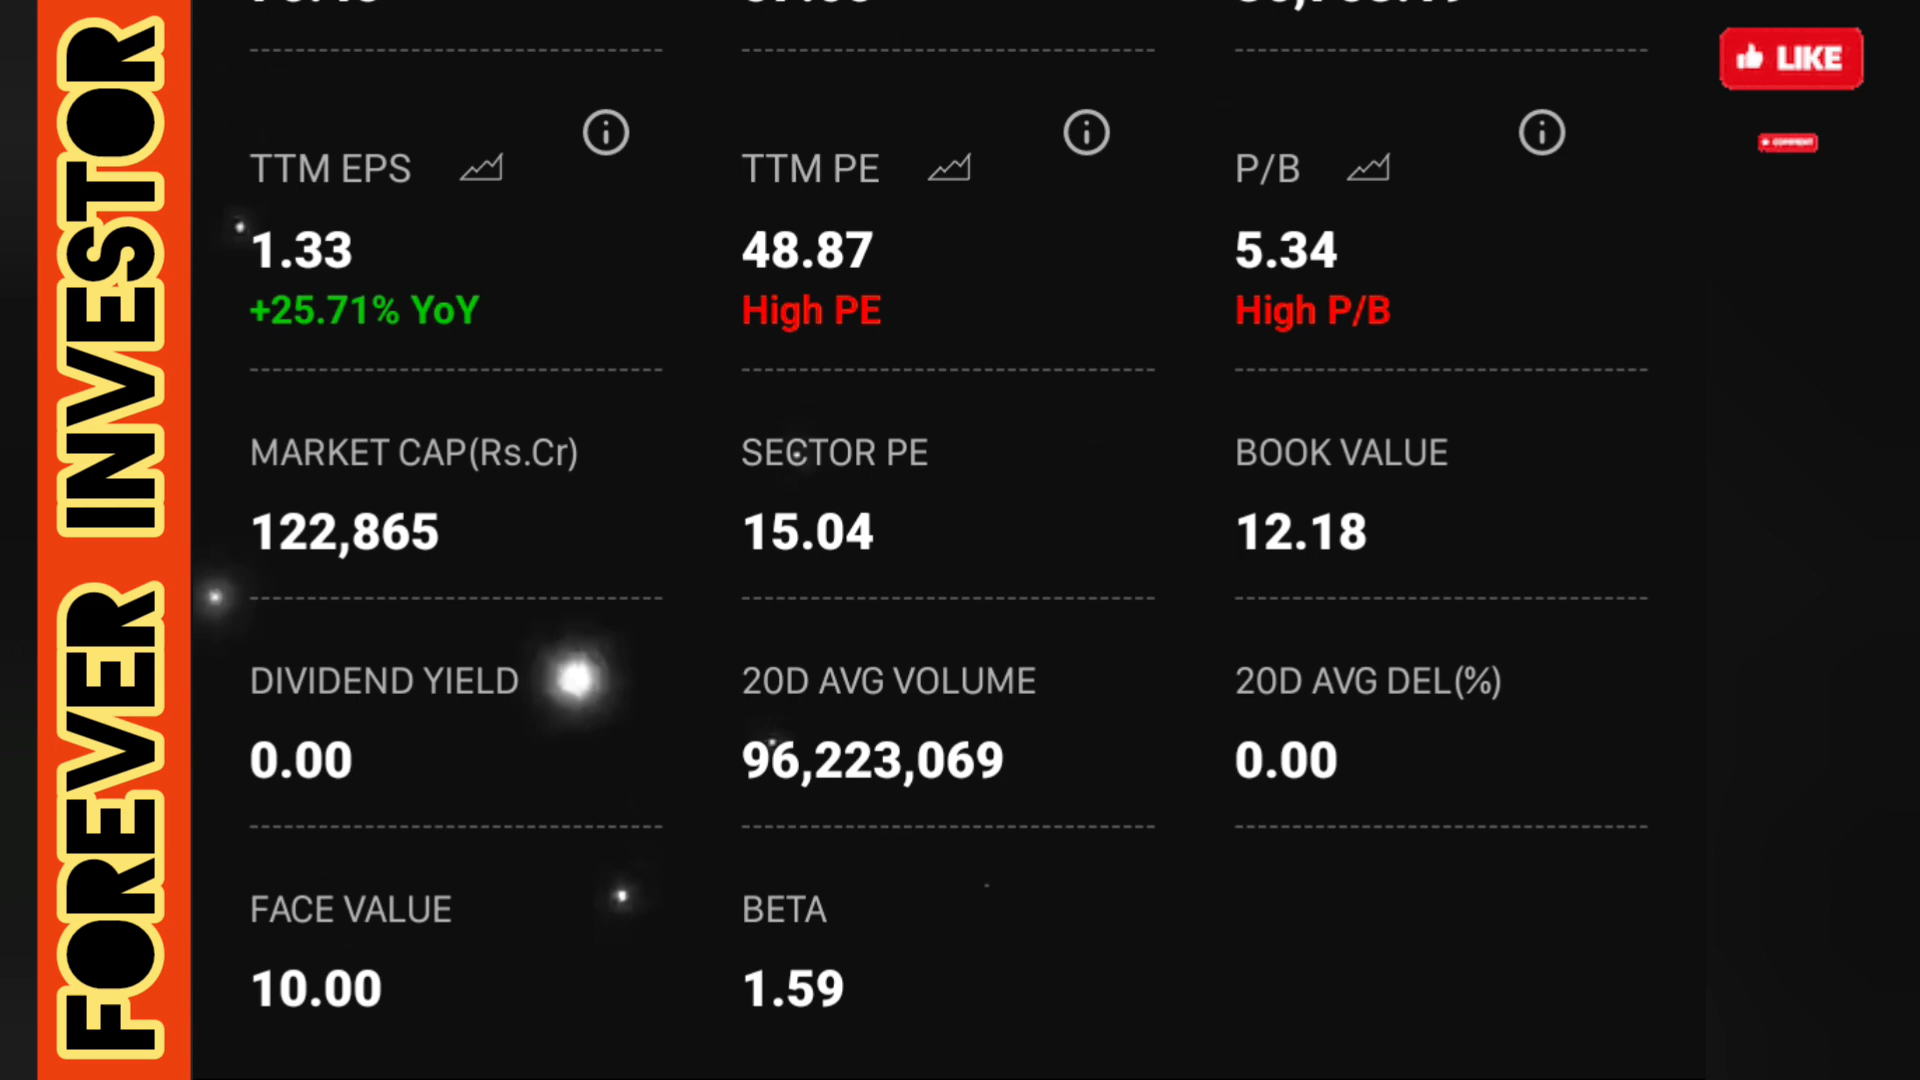 FOREVER INVESTOR
LIKE
COMMENT
TTM EPS
1.33
+25.71% YoY
TTM PE
48.87
High PE
P/B
5.34
High P/B
MARKET CAP(Rs.Cr)
122,865
SECTOR PE
15.04
BOOK VALUE
12.18
DIVIDEND YIELD
0.00
20D AVG VOLUME
96,223,069
20D AVG DEL(%)
0.00
FACE VALUE
10.00
BETA
1.59